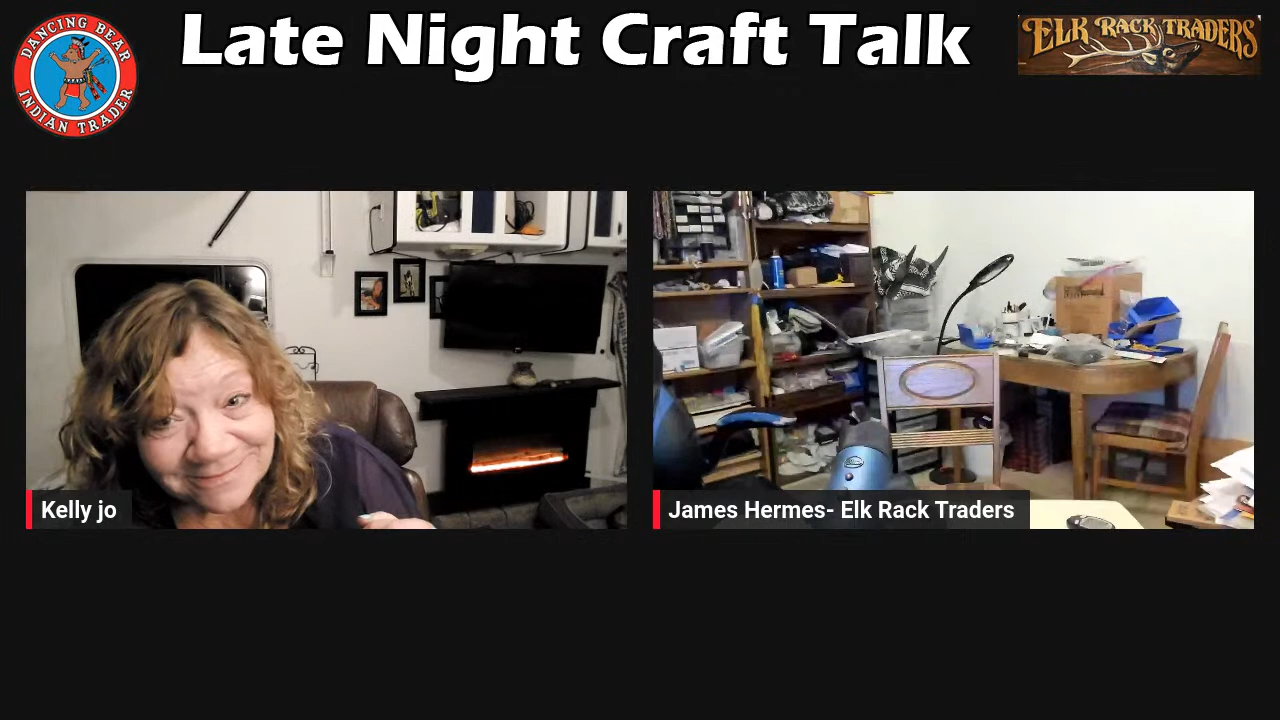 DANCING BEAR
INDIAN TRADER
Late Night Craft Talk
ELK RACK TRADERS
Kelly jo
James Hermes- Elk Rack Traders